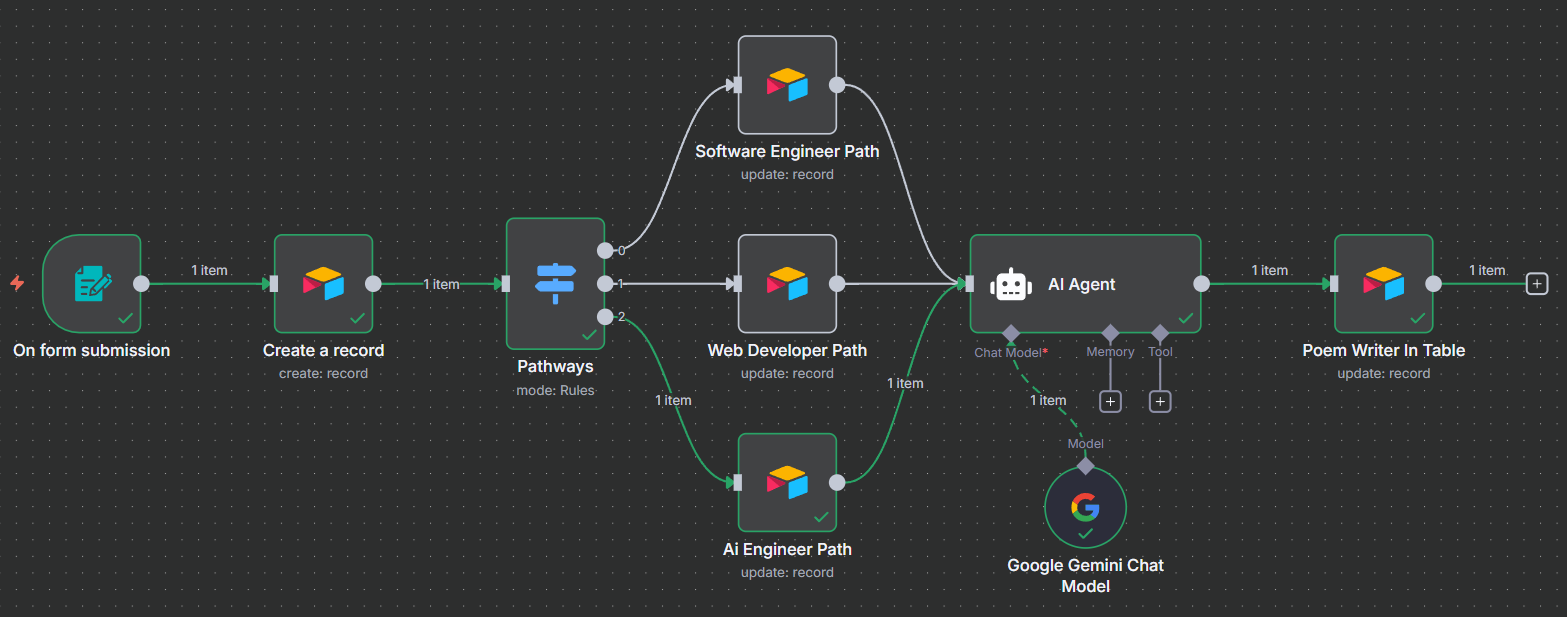 Software Engineer Path
update: record
1 item
On form submission
Create a record
create: record
1 item
0
1
2
Pathways
mode: Rules
Web Developer Path
update: record
1 item
Ai Engineer Path
update: record
1 item
AI Agent
Chat Model*
Memory
Tool
1 item
Model
Google Gemini Chat
Model
1 item
Poem Writer In Table
update: record
1 item